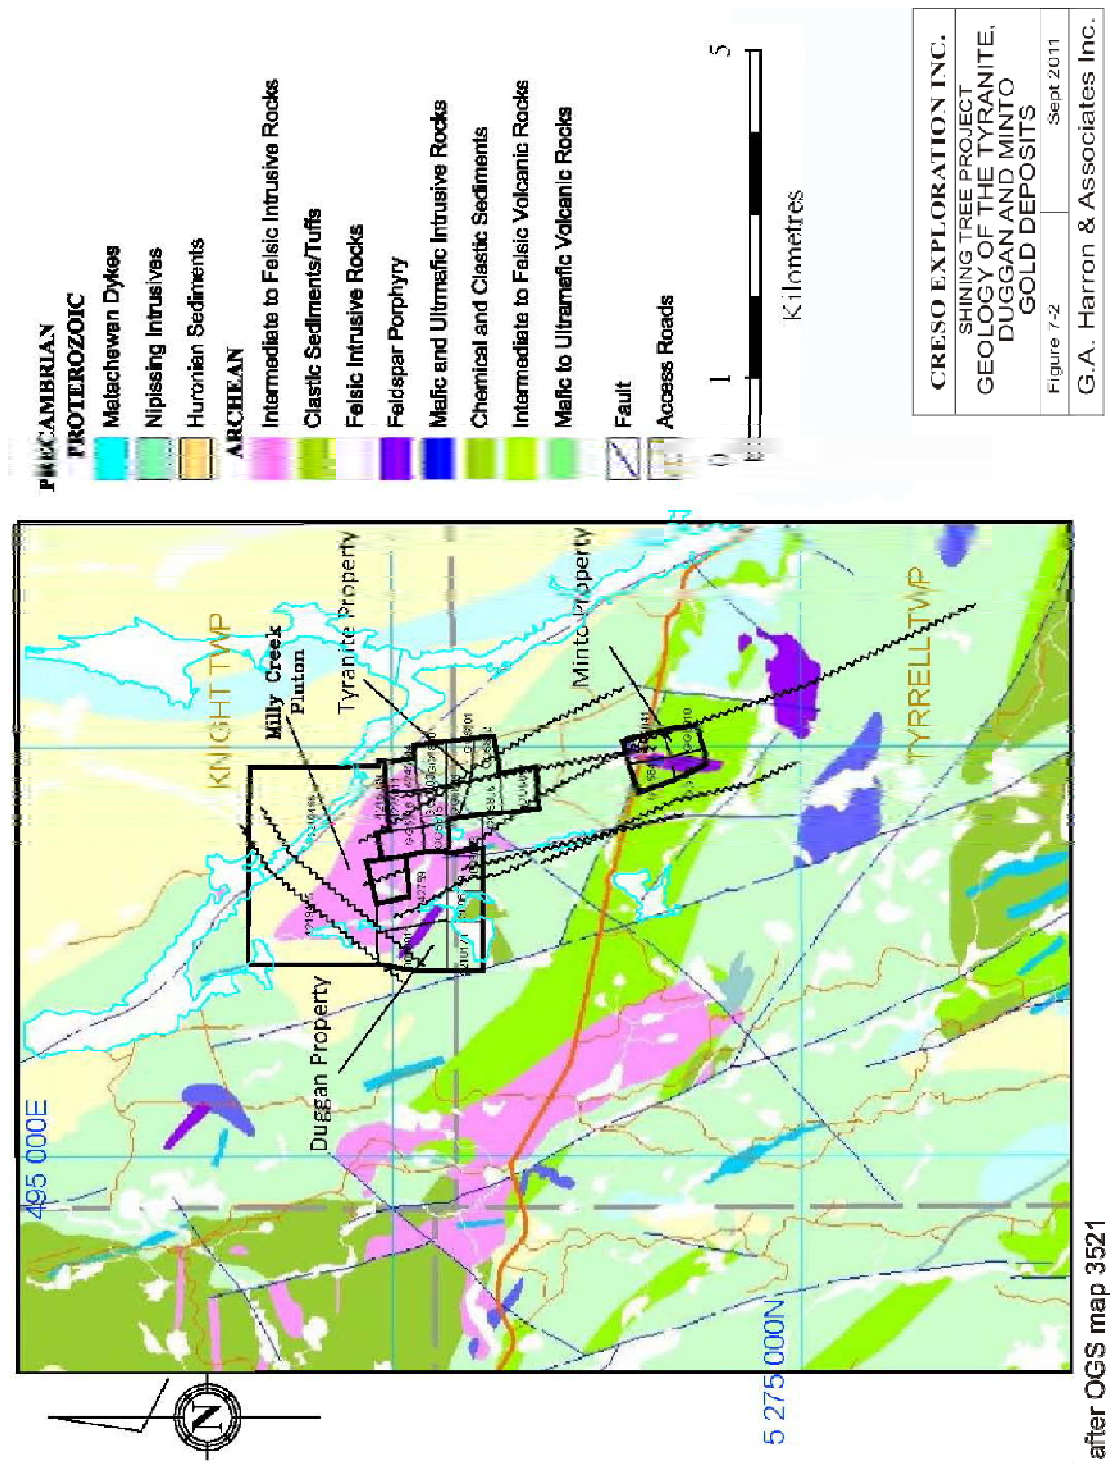 PRECAMBRIAN
PROTEROZOIC
Matachewan Dykes
Nipissing Intrusives
Huronian Sediments
ARCHEAN
Intermediate to Felsic Intrusive Rocks
Clastic Sediments/Tuffs
Felsic Intrusive Rocks
Feldspar Porphyry
Mafic and Ultrmafic Intrusive Rocks
Chemical and Clastic Sediments
Intermediate to Felsic Volcanic Rocks
Mafic to Ultramafic Volcanic Rocks
Fault
Access Roads
0 1 5
Kilometres
CRESO EXPLORATION INC.
SHINING TREE PROJECT
GEOLOGY OF THE TYRANITE,
DUGGAN AND MINTO
GOLD DEPOSITS
Figure 7-2 Sept 2011
G.A. Harron & Associates Inc.
495 000E
KNIGHT TWP
Milly Creek
Pluton
Tyranite Property
Minto Property
Duggan Property
TYRRELL TWP
5 275 000N
N
after OGS map 3521